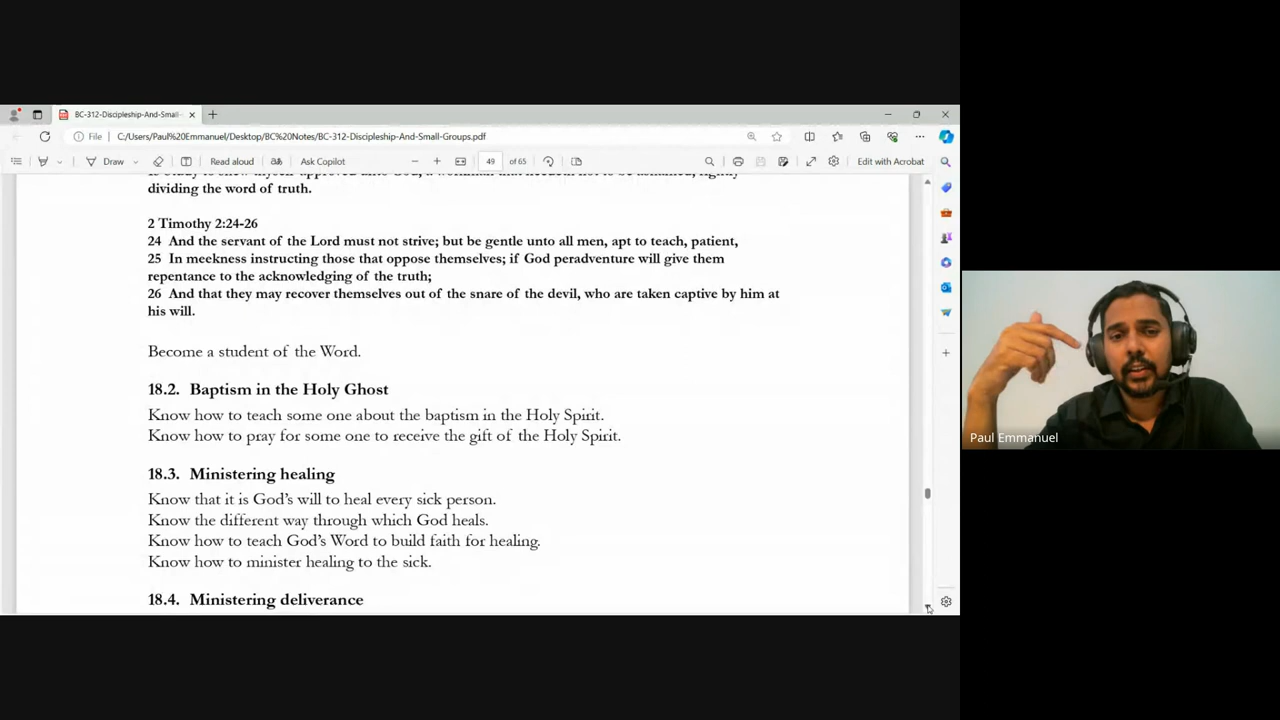 BC-312-Discipleship-And-Small-
File
C:/Users/Paul%20Emmanuel/Desktop/BC%20Notes/BC-312-Discipleship-And-Small-Groups.pdf
Draw
Read aloud
Ask Copilot
49 of 65
Edit with Acrobat
dividing the word of truth.
2 Timothy 2:24-26
24 And the servant of the Lord must not strive; but be gentle unto all men, apt to teach, patient,
25 In meekness instructing those that oppose themselves; if God peradventure will give them
repentance to the acknowledging of the truth;
26 And that they may recover themselves out of the snare of the devil, who are taken captive by him at
his will.
Become a student of the Word.
18.2. Baptism in the Holy Ghost
Know how to teach some one about the baptism in the Holy Spirit.
Know how to pray for some one to receive the gift of the Holy Spirit.
18.3. Ministering healing
Know that it is God's will to heal every sick person.
Know the different way through which God heals.
Know how to teach God's Word to build faith for healing.
Know how to minister healing to the sick.
18.4. Ministering deliverance
Paul Emmanuel